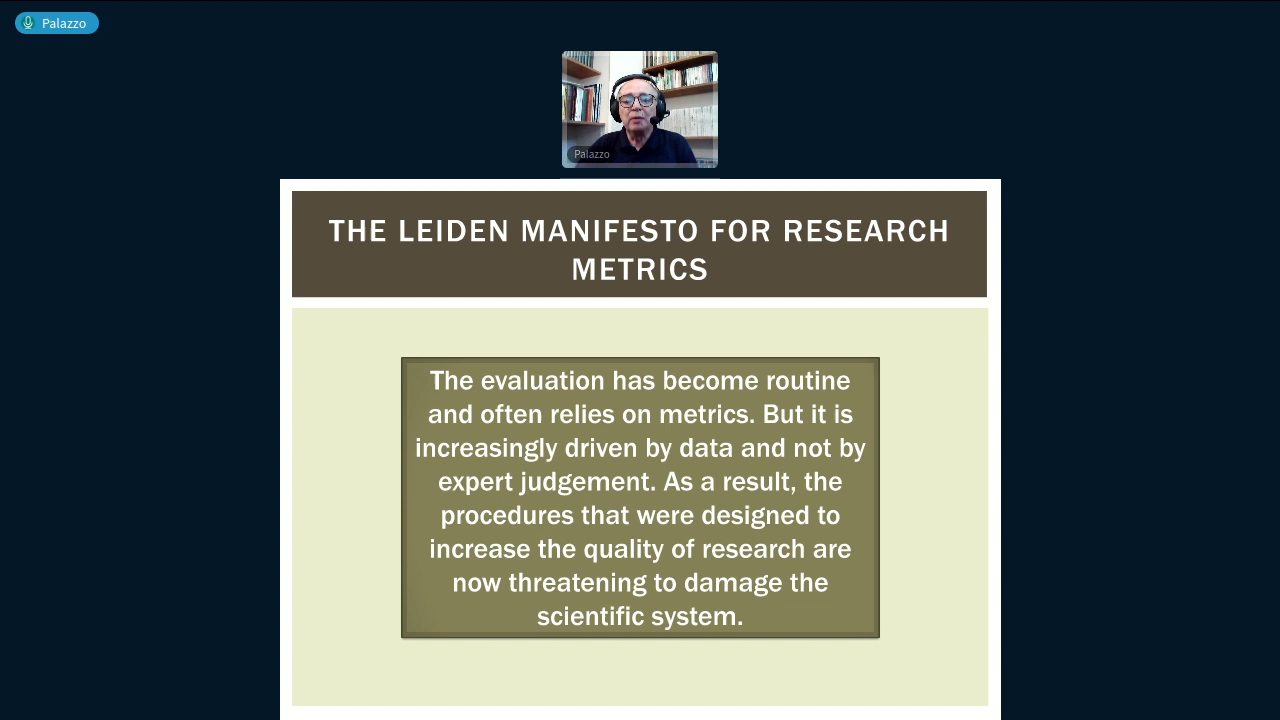 Palazzo
Palazzo
THE LEIDEN MANIFESTO FOR RESEARCH
METRICS
The evaluation has become routine
and often relies on metrics. But it is
increasingly driven by data and not by
expert judgement. As a result, the
procedures that were designed to
increase the quality of research are
now threatening to damage the
scientific system.